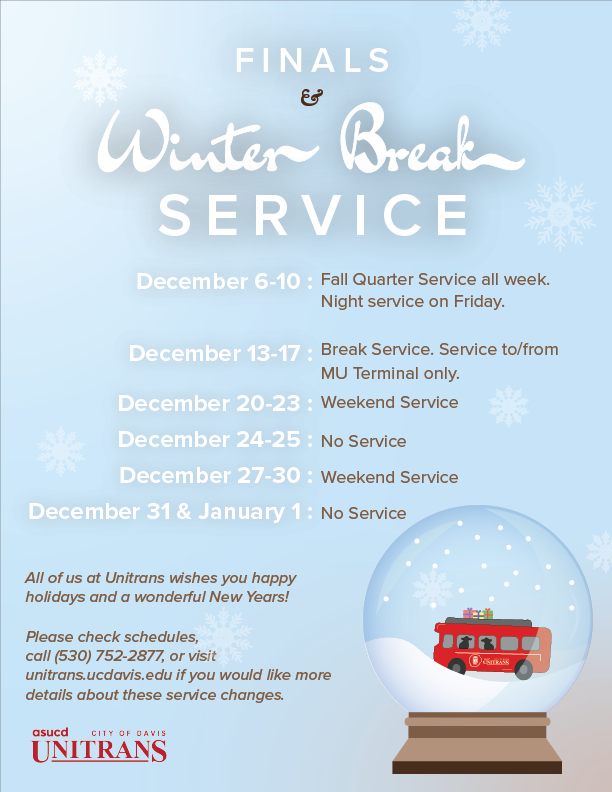 FINALS
&
Winter Break
SERVICE
December 6-10 : Fall Quarter Service all week.
Night service on Friday.
December 13-17 : Break Service. Service to/from
MU Terminal only.
December 20-23 : Weekend Service
December 24-25 : No Service
December 27-30 : Weekend Service
December 31 & January 1 : No Service
All of us at Unitrans wishes you happy
holidays and a wonderful New Years!
Please check schedules,
call (530) 752-2877, or visit
unitrans.ucdavis.edu if you would like more
details about these service changes.
UNITRANS
asucd CITY OF DAVIS
UNITRANS